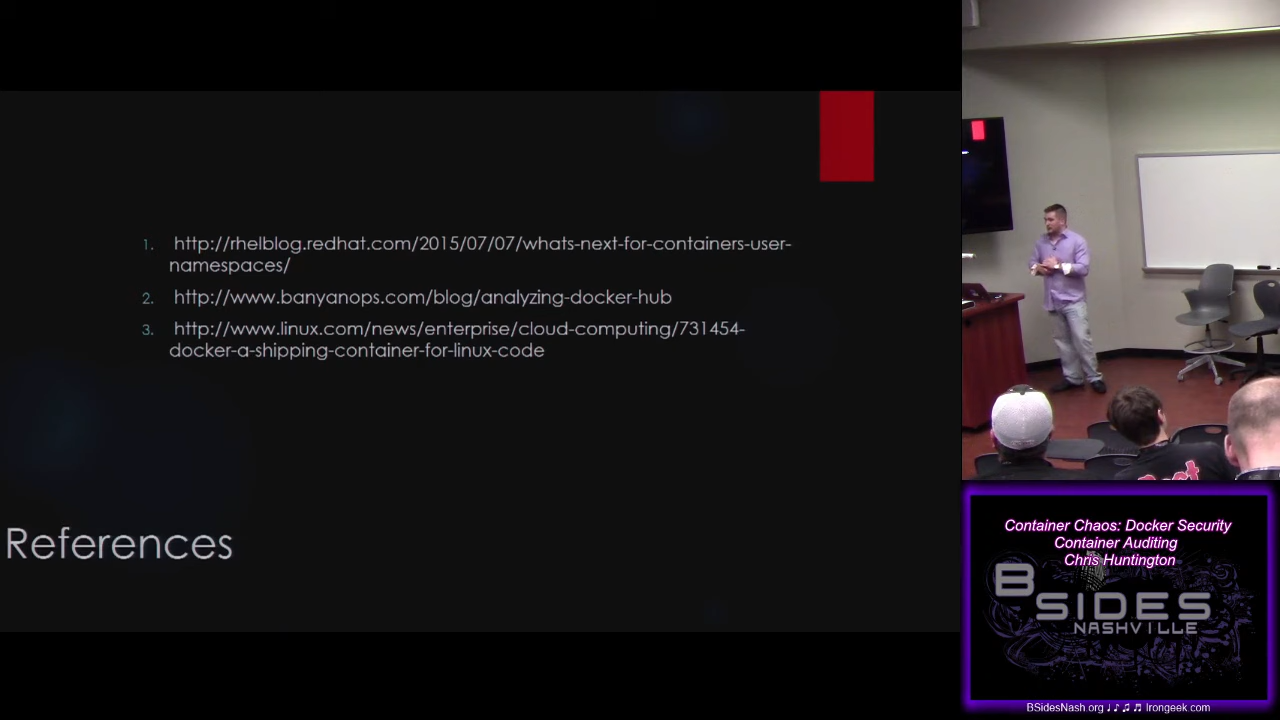 1. http://rhelblog.redhat.com/2015/07/07/whats-next-for-containers-user-
namespaces/
2. http://www.banyanops.com/blog/analyzing-docker-hub
3. http://www.linux.com/news/enterprise/cloud-computing/731454-
docker-a-shipping-container-for-linux-code
References
Container Chaos: Docker Security
Container Auditing
Chris Huntington
BSIDES
NASHVILLE
BSidesNash.org ♩ ♪ ♫ ♬ Irongeek.com